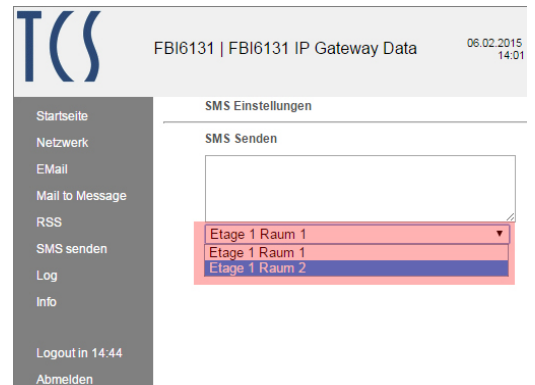 TCS
FBI6131 | FBI6131 IP Gateway Data
06.02.2015
14:01
Startseite
Netzwerk
EMail
Mail to Message
RSS
SMS senden
Log
Info
Logout in 14:44
Abmelden
SMS Einstellungen
SMS Senden
Etage 1 Raum 1
Etage 1 Raum 1
Etage 1 Raum 2